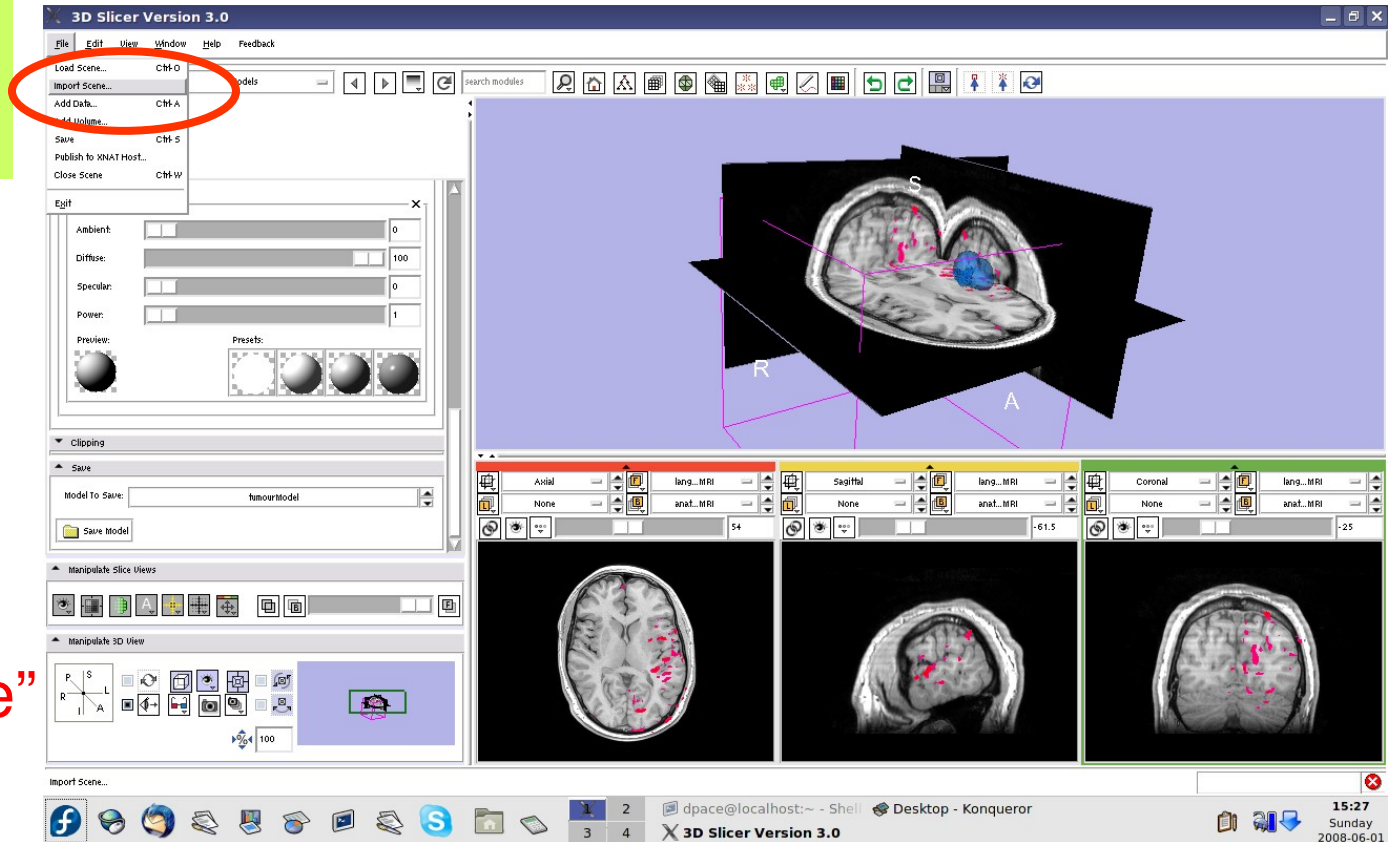 3D Slicer Version 3.0
File Edit View Window Help Feedback
Load Scene... Ctrl-O
Import Scene...
Add Data... Ctrl-A
Add Volume...
Save Ctrl-S
Publish to XNAT Host...
Close Scene Ctrl-W
Exit
odels
search modules
Ambient: 0
Diffuse: 100
Specular: 0
Power: 1
Preview: Presets:
Clipping
Save
Model To Save: tumourModel
Save Model
Manipulate Slice Views
A
F
B
Manipulate 3D View
P S
R L
I A
% 100
e”
S
R
A
Axial F lang...MRI
L None B anat...MRI
54
Sagittal F lang...MRI
L None B anat...MRI
-61.5
Coronal F lang...MRI
L None B anat...MRI
-25
Import Scene...
1 2
3 4
dpace@localhost:~ - Shell
Desktop - Konqueror
3D Slicer Version 3.0
15:27
Sunday
2008-06-01